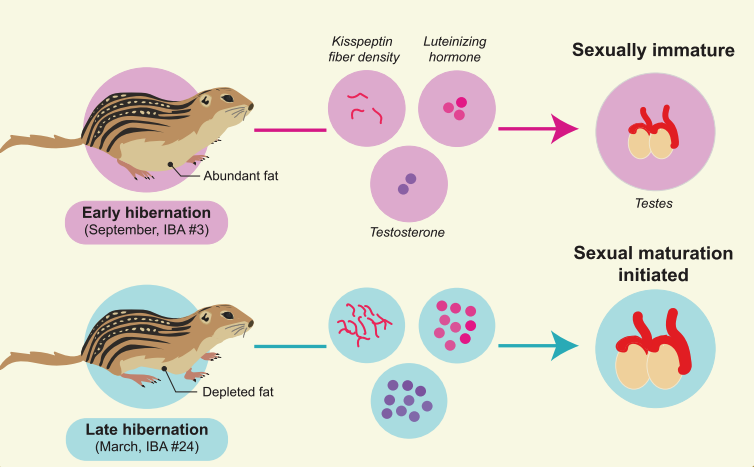 Kisspeptin
fiber density
Luteinizing
hormone
Sexually immature
Abundant fat
Early hibernation
(September, IBA #3)
Testosterone
Testes
Sexual maturation
initiated
Depleted fat
Late hibernation
(March, IBA #24)